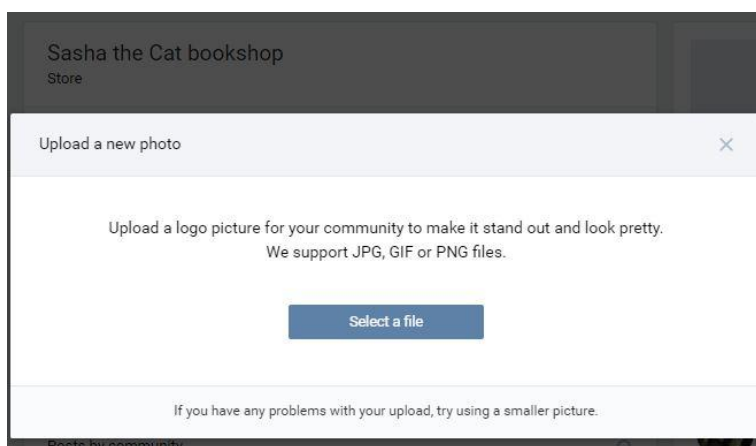 Sasha the Cat bookshop
Store
Upload a new photo
Upload a logo picture for your community to make it stand out and look pretty.
We support JPG, GIF or PNG files.
Select a file
If you have any problems with your upload, try using a smaller picture.
Posts by community